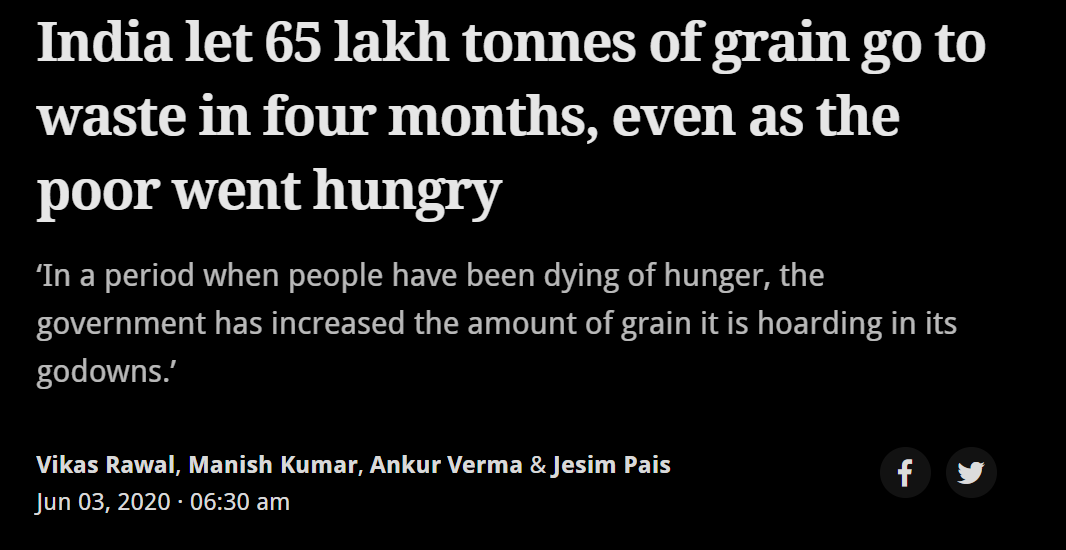 India let 65 lakh tonnes of grain go to
waste in four months, even as the
poor went hungry
‘In a period when people have been dying of hunger, the
government has increased the amount of grain it is hoarding in its
godowns.’
Vikas Rawal, Manish Kumar, Ankur Verma & Jesim Pais
Jun 03, 2020 · 06:30 am